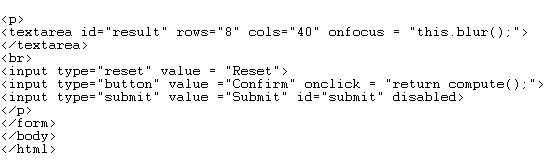 <p>
<textarea id="result" rows="8" cols="40" onfocus = "this.blur();">
</textarea>
<br>
<input type="reset" value = "Reset">
<input type="button" value ="Confirm" onclick = "return compute();">
<input type="submit" value ="Submit" id="submit" disabled>
</p>
</form>
</body>
</html>